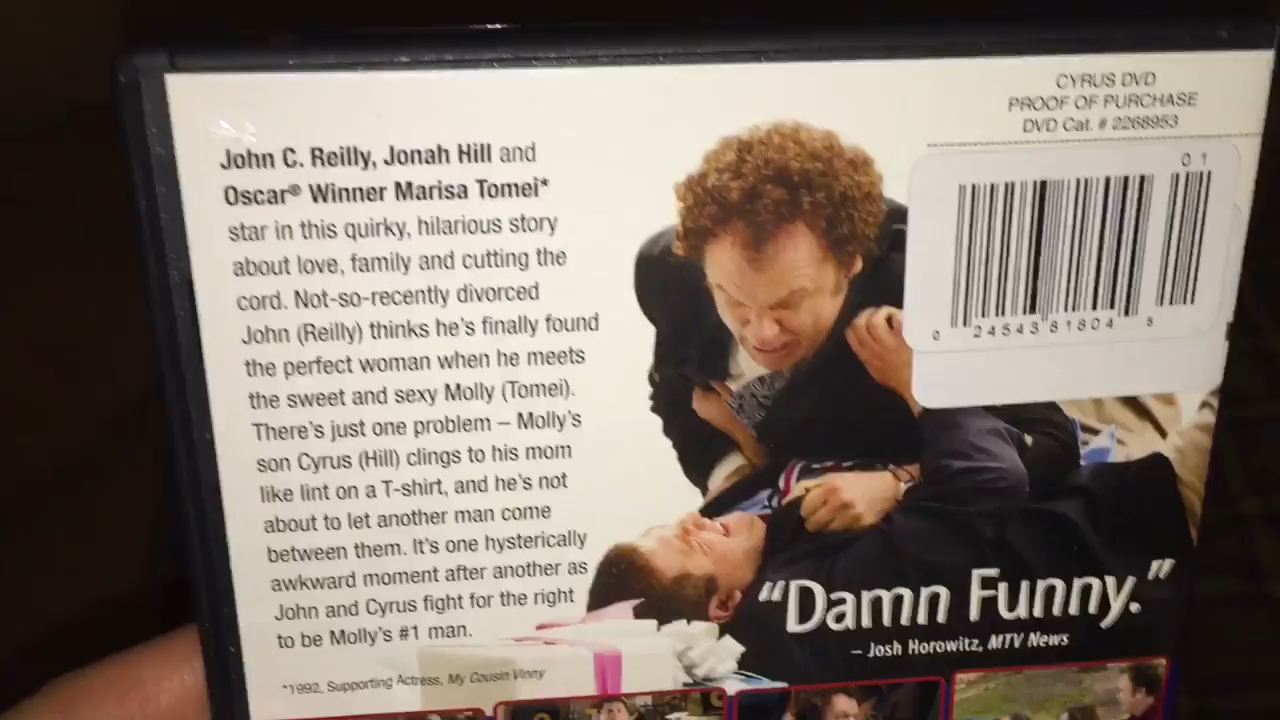 CYRUS DVD
PROOF OF PURCHASE
DVD Cat. # 2268953
01
0 24543 81804 5
John C. Reilly, Jonah Hill and
Oscar® Winner Marisa Tomei*
star in this quirky, hilarious story
about love, family and cutting the
cord. Not-so-recently divorced
John (Reilly) thinks he's finally found
the perfect woman when he meets
the sweet and sexy Molly (Tomei).
There's just one problem – Molly's
son Cyrus (Hill) clings to his mom
like lint on a T-shirt, and he's not
about to let another man come
between them. It's one hysterically
awkward moment after another as
John and Cyrus fight for the right
to be Molly's #1 man.
*1992, Supporting Actress, My Cousin Vinny
“Damn Funny.”
– Josh Horowitz, MTV News